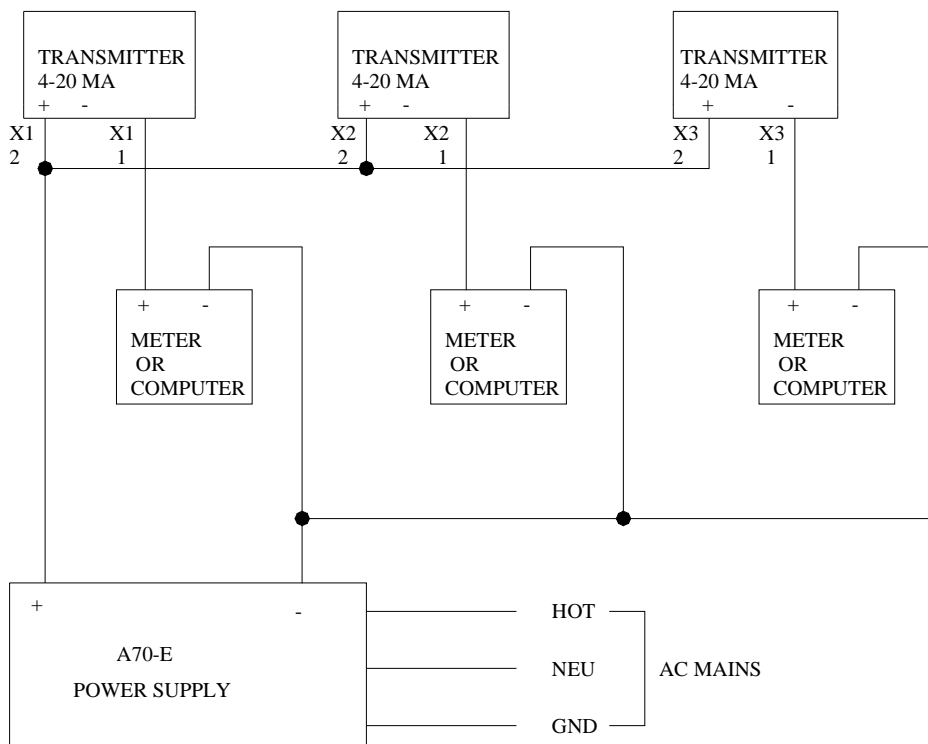 TRANSMITTER
4-20 MA
+ -
TRANSMITTER
4-20 MA
+ -
TRANSMITTER
4-20 MA
+ -
X1 X1
2 1
X2 X2
2 1
X3 X3
2 1
+ -
METER
OR
COMPUTER
+ -
METER
OR
COMPUTER
+ -
METER
OR
COMPUTER
+ -
A70-E
POWER SUPPLY
HOT
NEU
GND
AC MAINS